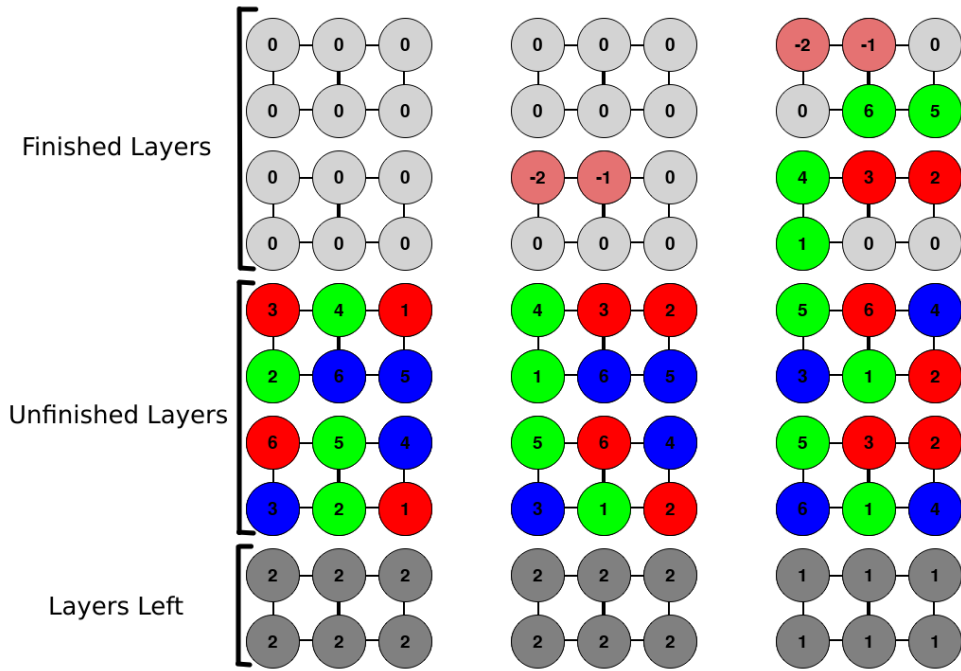 0 0 0 0 0 0 -2 -1 0
0 0 0 0 0 0 0 6 5
Finished Layers
0 0 0 -2 -1 0 4 3 2
0 0 0 0 0 0 1 0 0
3 4 1 4 3 2 5 6 4
2 6 5 1 6 5 3 1 2
Unfinished Layers
6 5 4 5 6 4 5 3 2
3 2 1 3 1 2 6 1 4
2 2 2 2 2 2 1 1 1
Layers Left
2 2 2 2 2 2 1 1 1